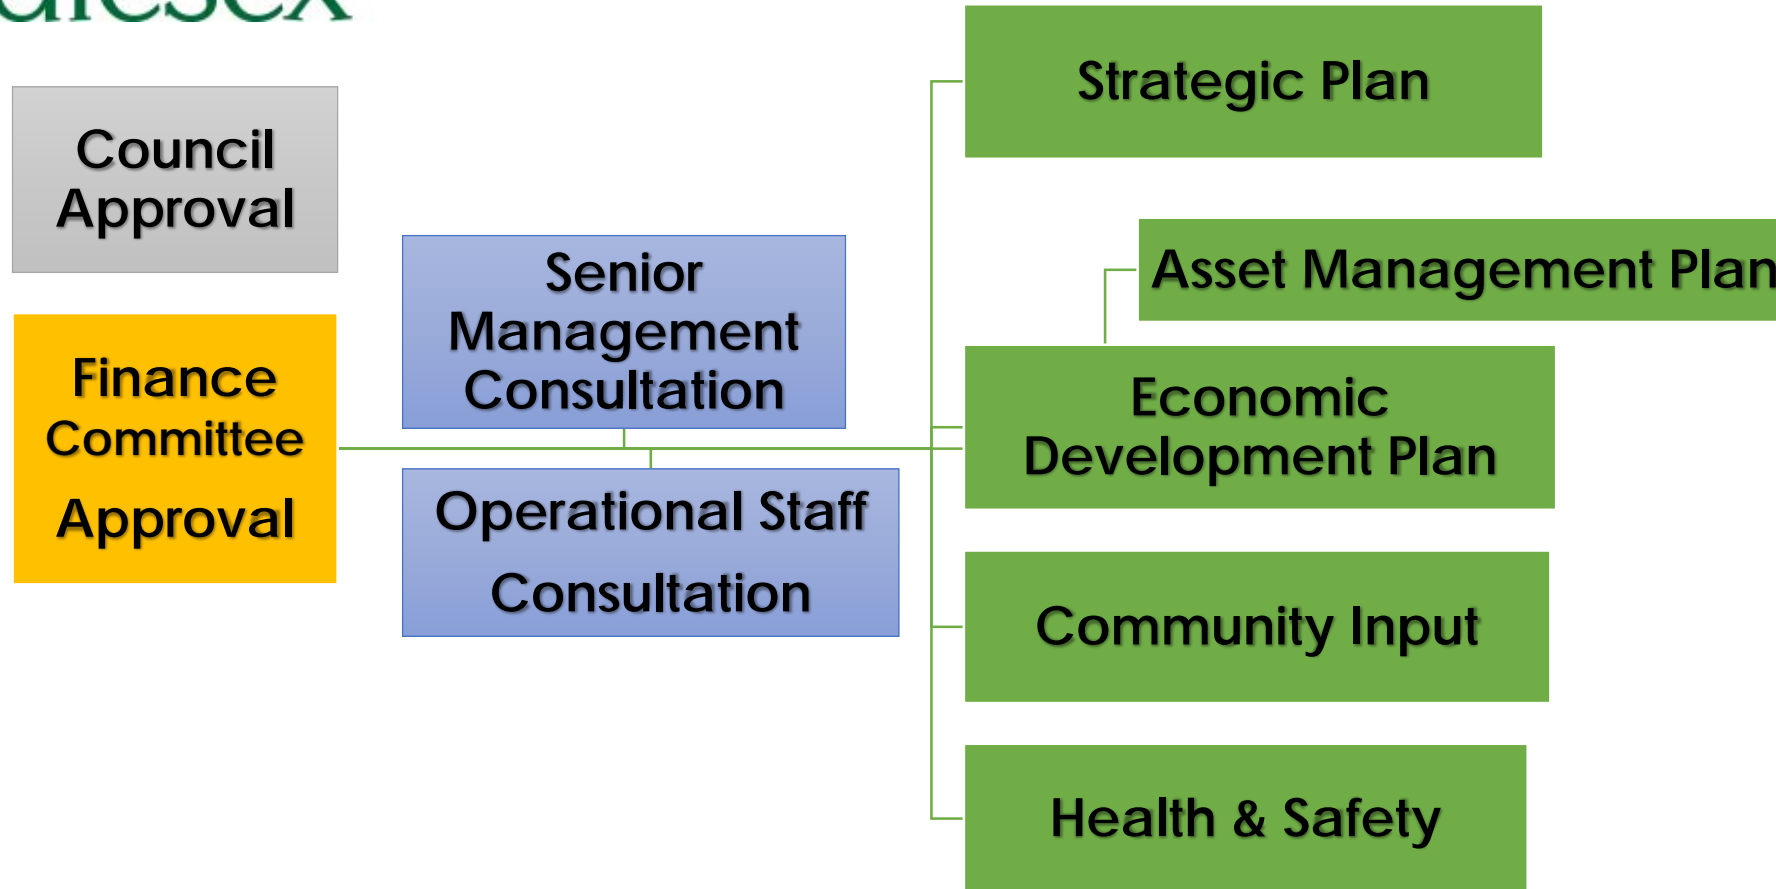 Council
Approval
Finance
Committee
Approval
Senior
Management
Consultation
Operational Staff
Consultation
Strategic Plan
Asset Management Plan
Economic
Development Plan
Community Input
Health & Safety